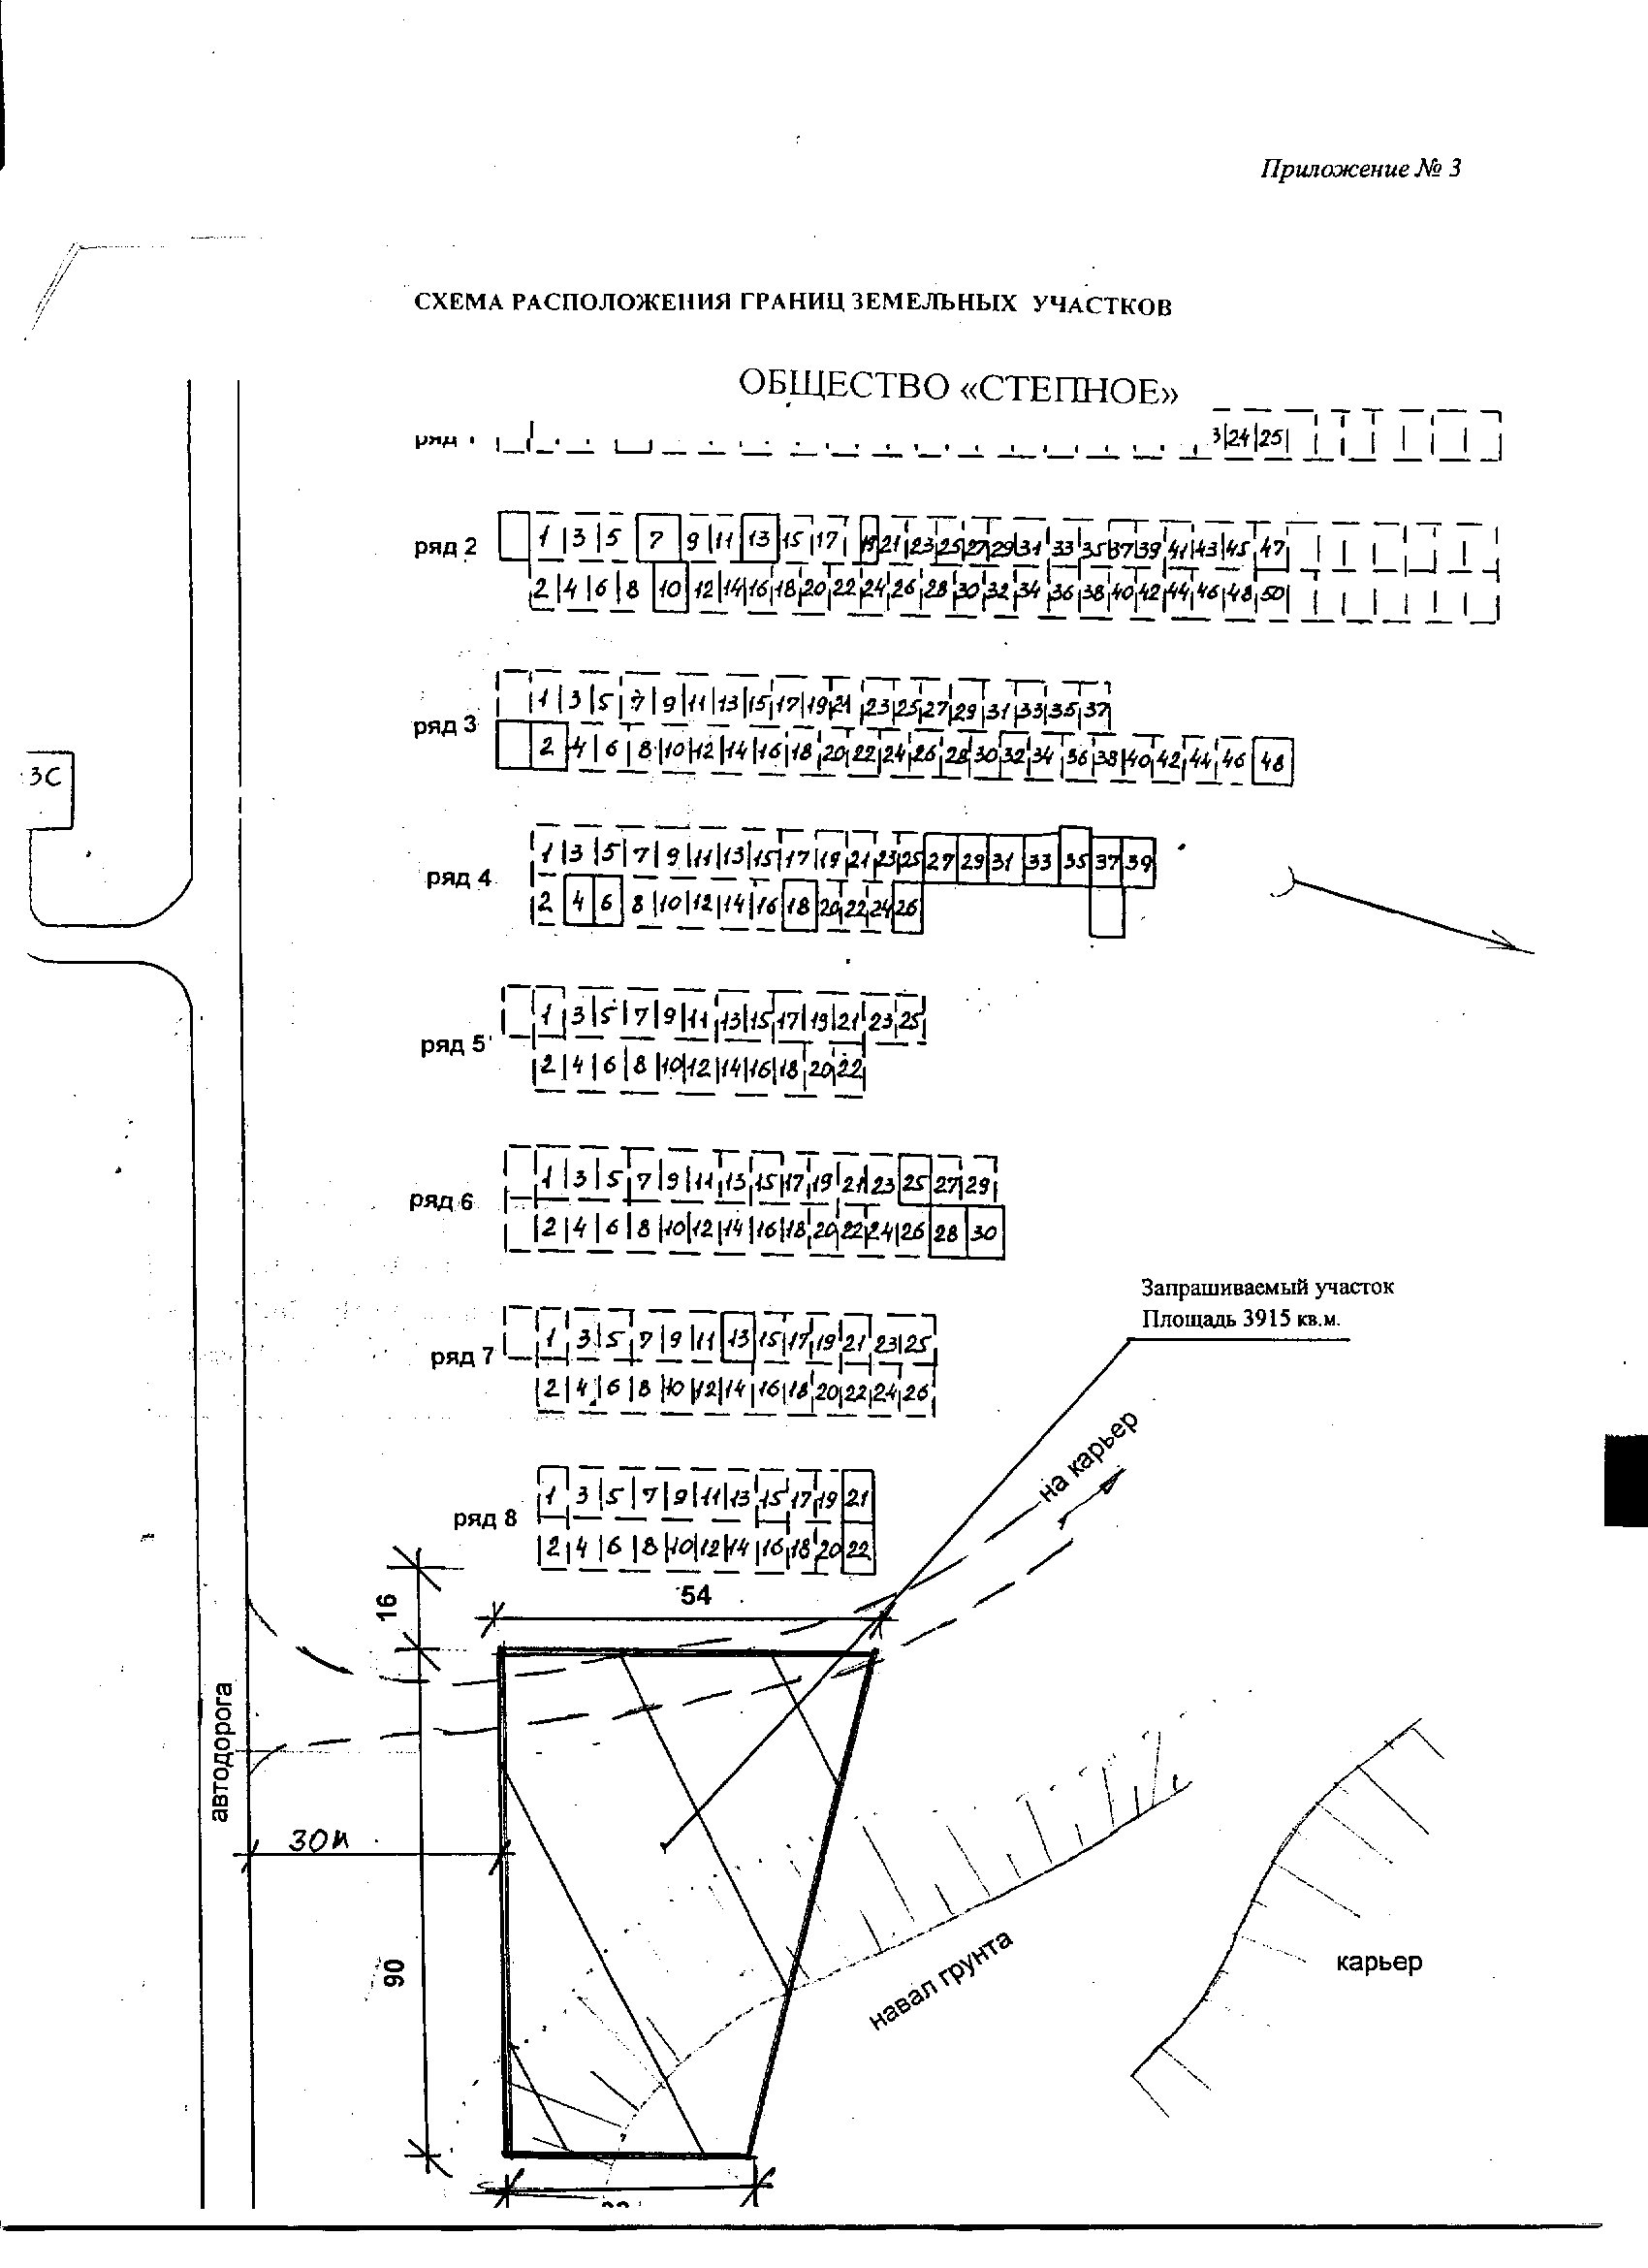 Приложение № 3
СХЕМА РАСПОЛОЖЕНИЯ ГРАНИЦ ЗЕМЕЛЬНЫХ УЧАСТКОВ
ОБЩЕСТВО «СТЕПНОЕ»
ряд
3 24 25
ряд 2
1 3 5 7 9 11 13 15 17 19 21 23 25 27 29 31 33 35 37 39 41 43 45 47
2 4 6 8 10 12 14 16 18 20 22 24 26 28 30 32 34 36 38 40 42 44 46 48 50
ряд 3
1 3 5 7 9 11 13 15 17 19 21 23 25 27 29 31 33 35 37
2 4 6 8 10 12 14 16 18 20 22 24 26 28 30 32 34 36 38 40 42 44 46 48
ЗС
ряд 4
1 3 5 7 9 11 13 15 17 19 21 23 25 27 29 31 33 35 37 39
2 4 6 8 10 12 14 16 18 20 22 24 26
ряд 5
1 3 5 7 9 11 13 15 17 19 21 23 25
2 4 6 8 10 12 14 16 18 20 22
ряд 6
1 3 5 7 9 11 13 15 17 19 21 23 25 27 29
2 4 6 8 10 12 14 16 18 20 22 24 26 28 30
Запрашиваемый участок
Площадь 3915 кв.м.
ряд 7
1 3 5 7 9 11 13 15 17 19 21 23 25
2 4 6 8 10 12 14 16 18 20 22 24 26
на карьер
ряд 8
1 3 5 7 9 11 13 15 17 19 21
2 4 6 8 10 12 14 16 18 20 22
16
54
автодорога
30м
90
навал грунта
карьер